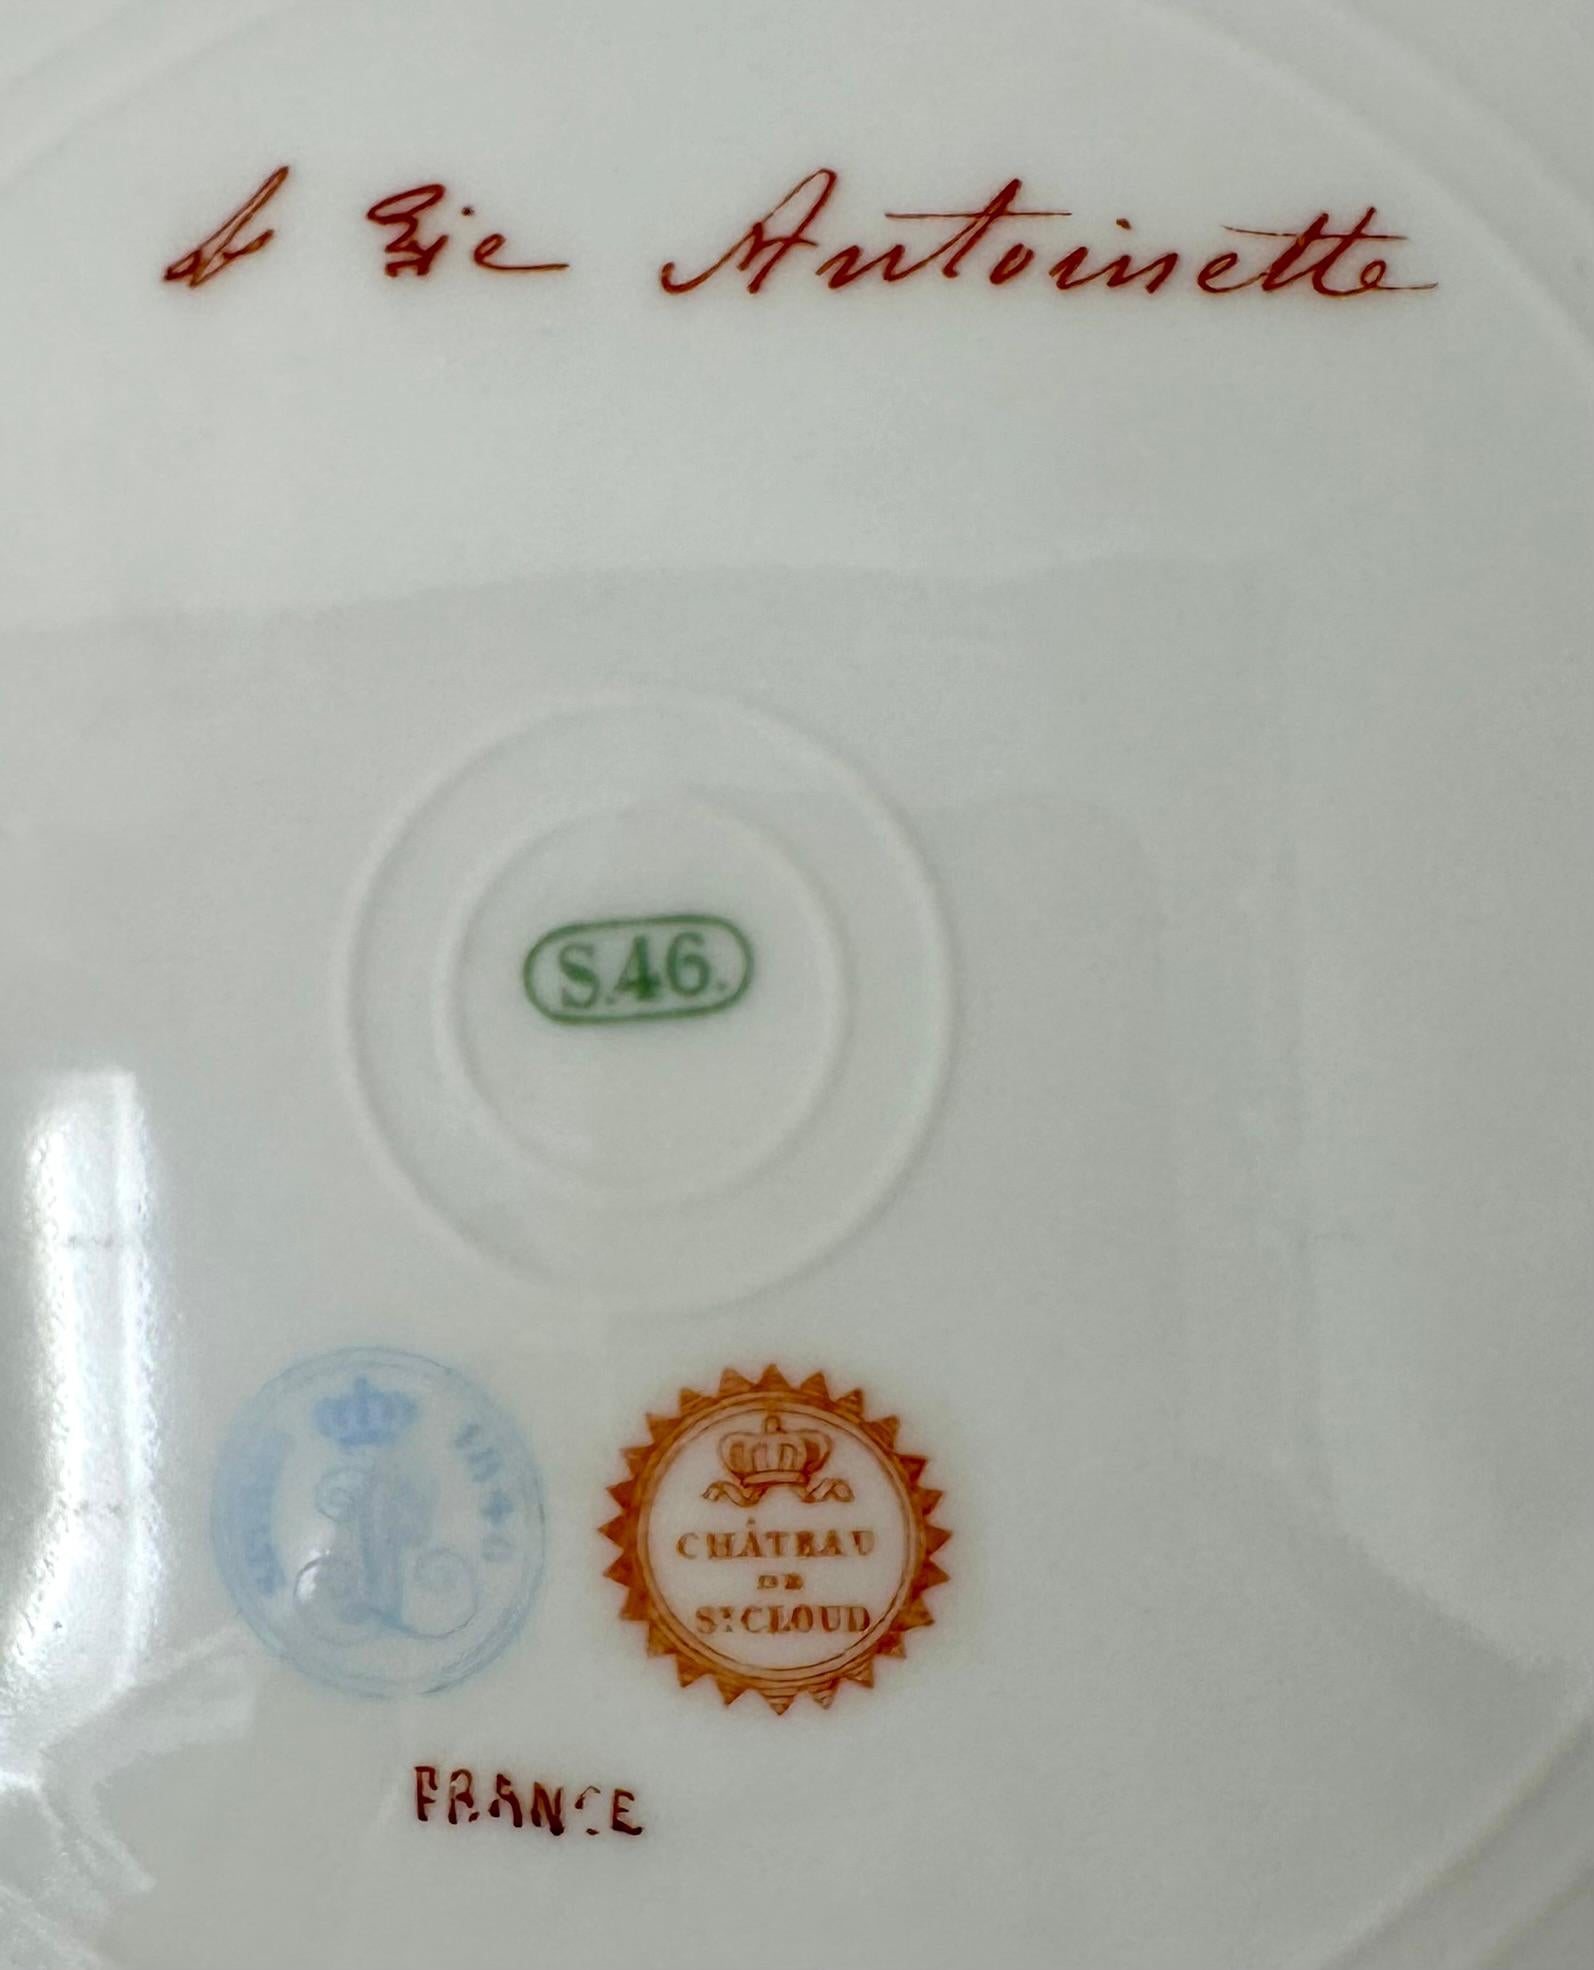 Antoinette
S.46.
CHÂTEAU
DE
ST CLOUD
FRANCE